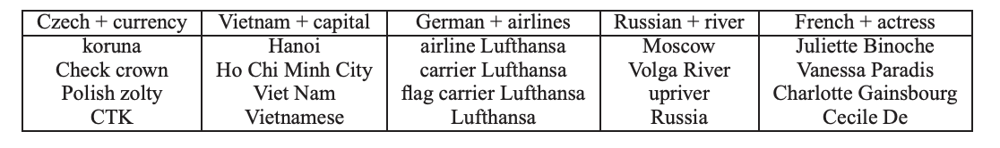 Czech + currency Vietnam + capital German + airlines Russian + river French + actress
koruna Hanoi airline Lufthansa Moscow Juliette Binoche
Check crown Ho Chi Minh City carrier Lufthansa Volga River Vanessa Paradis
Polish zolty Viet Nam flag carrier Lufthansa upriver Charlotte Gainsbourg
CTK Vietnamese Lufthansa Russia Cecile De